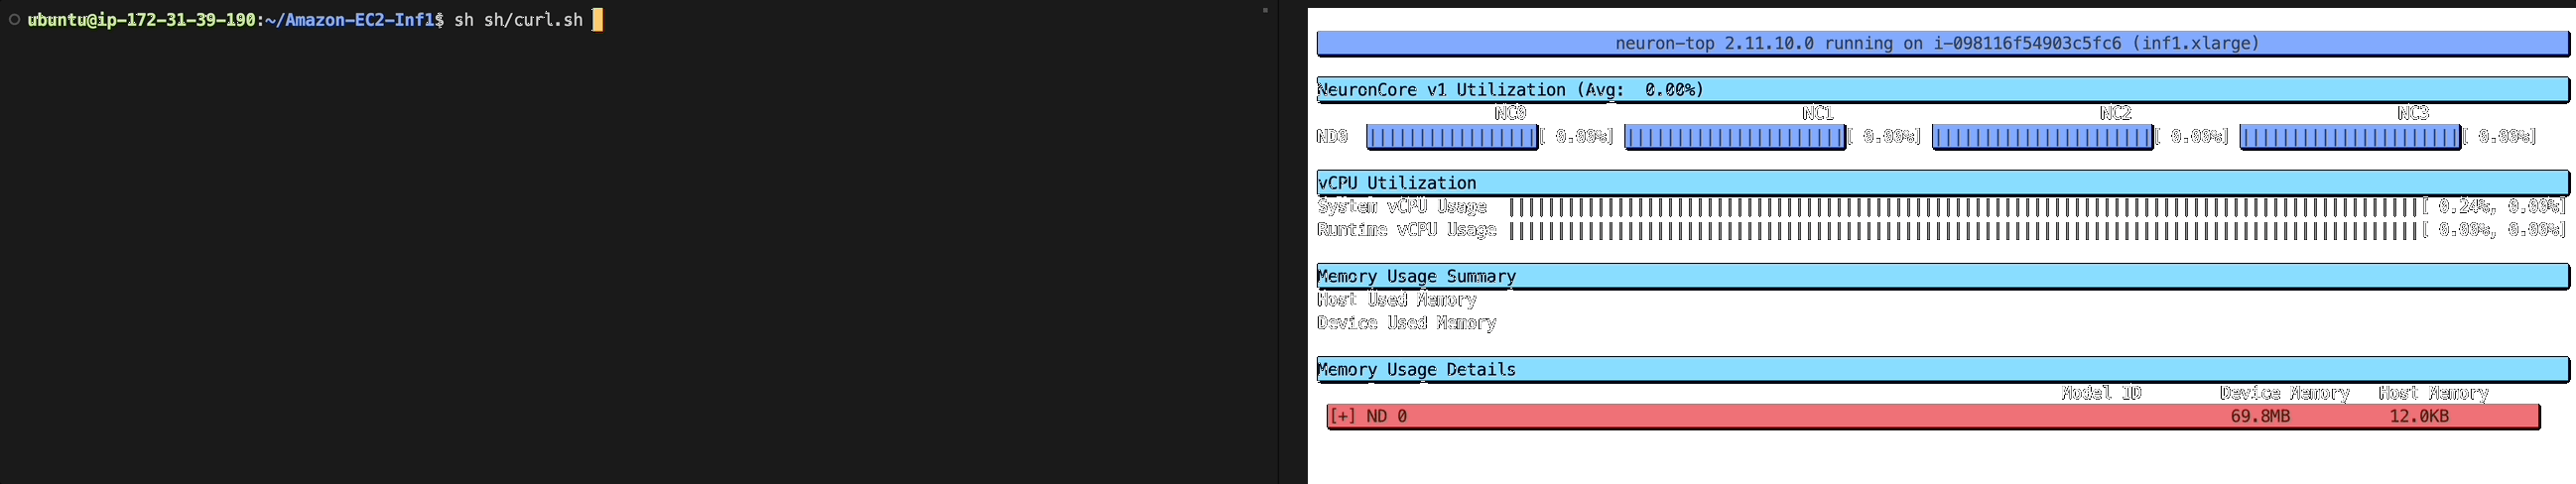 ubuntu@ip-172-31-39-190:~/Amazon-EC2-Inf1$ sh sh/curl.sh
neuron-top 2.11.10.0 running on i-098116f54903c5fc6 (inf1.xlarge)
NeuronCore v1 Utilization (Avg: 0.00%)
NC0 NC1 NC2 NC3
ND0 [ 0.00%] [ 0.00%] [ 0.00%] [ 0.00%]
vCPU Utilization
System vCPU Usage [ 0.24%, 0.00%]
Runtime vCPU Usage [ 0.00%, 0.00%]
Memory Usage Summary
Host Used Memory
Device Used Memory
Memory Usage Details
Model ID Device Memory Host Memory
[+] ND 0 69.8MB 12.0KB